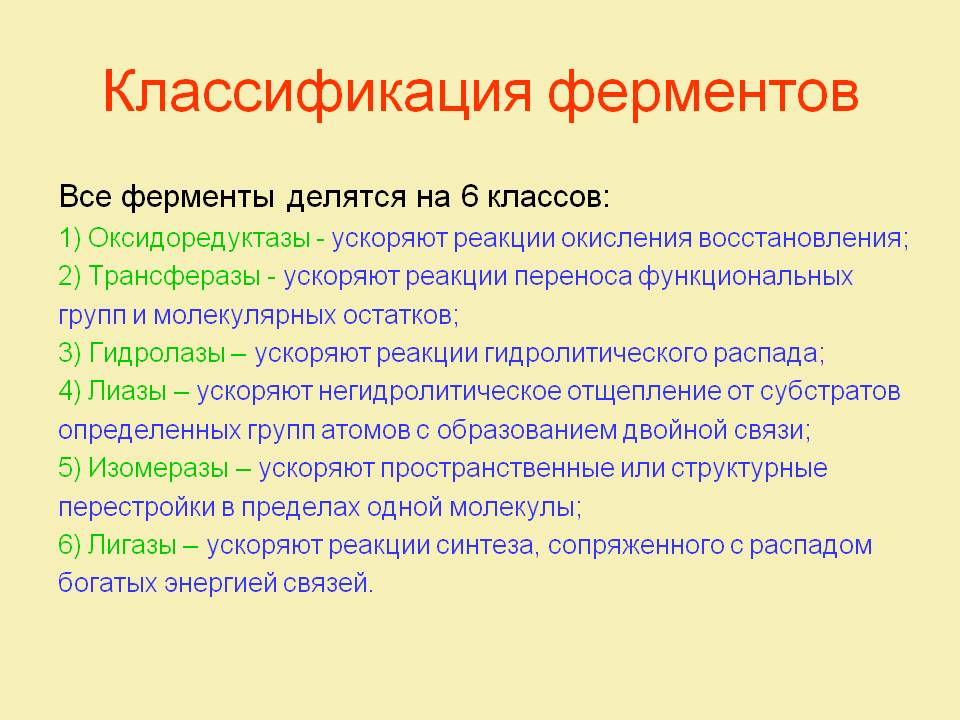 Классификация ферментов
Все ферменты делятся на 6 классов:
1) Оксидоредуктазы - ускоряют реакции окисления восстановления;
2) Трансферазы - ускоряют реакции переноса функциональных
групп и молекулярных остатков;
3) Гидролазы – ускоряют реакции гидролитического распада;
4) Лиазы – ускоряют негидролитическое отщепление от субстратов
определенных групп атомов с образованием двойной связи;
5) Изомеразы – ускоряют пространственные или структурные
перестройки в пределах одной молекулы;
6) Лигазы – ускоряют реакции синтеза, сопряженного с распадом
богатых энергией связей.